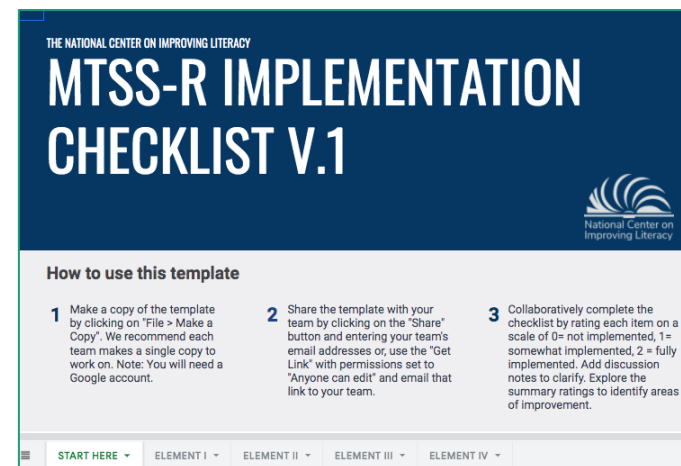 THE NATIONAL CENTER ON IMPROVING LITERACY
MTSS-R IMPLEMENTATION
CHECKLIST V.1
National Center on
Improving Literacy
How to use this template
1
Make a copy of the template
by clicking on "File > Make a
Copy". We recommend each
team makes a single copy to
work on. Note: You will need a
Google account.
2
Share the template with your
team by clicking on the "Share"
button and entering your team's
email addresses or, use the "Get
Link" with permissions set to
"Anyone can edit" and email that
link to your team.
3
Collaboratively complete the
checklist by rating each item on a
scale of 0= not implemented, 1=
somewhat implemented, 2 = fully
implemented. Add discussion
notes to clarify. Explore the
summary ratings to identify areas
of improvement.
START HERE ELEMENT I ELEMENT II ELEMENT III ELEMENT IV